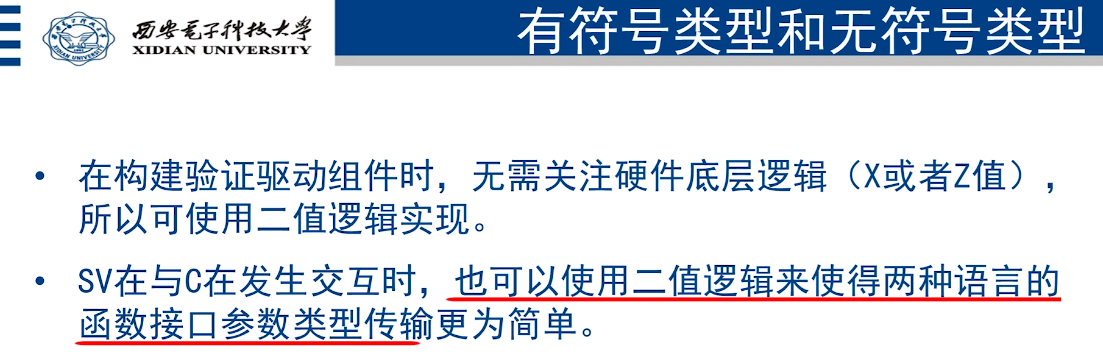 西安电子科技大学
XIDIAN UNIVERSITY
有符号类型和无符号类型
• 在构建验证驱动组件时，无需关注硬件底层逻辑（X或者Z值），
所以可使用二值逻辑实现。
• SV在与C在发生交互时，也可以使用二值逻辑来使得两种语言的
函数接口参数类型传输更为简单。